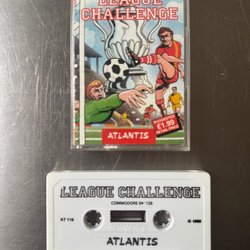 LEAGUE
CHALLENGE
£1.99
ATLANTIS
LEAGUE CHALLENGE
COMMODORE 64 128
AT 116
ATLANTIS